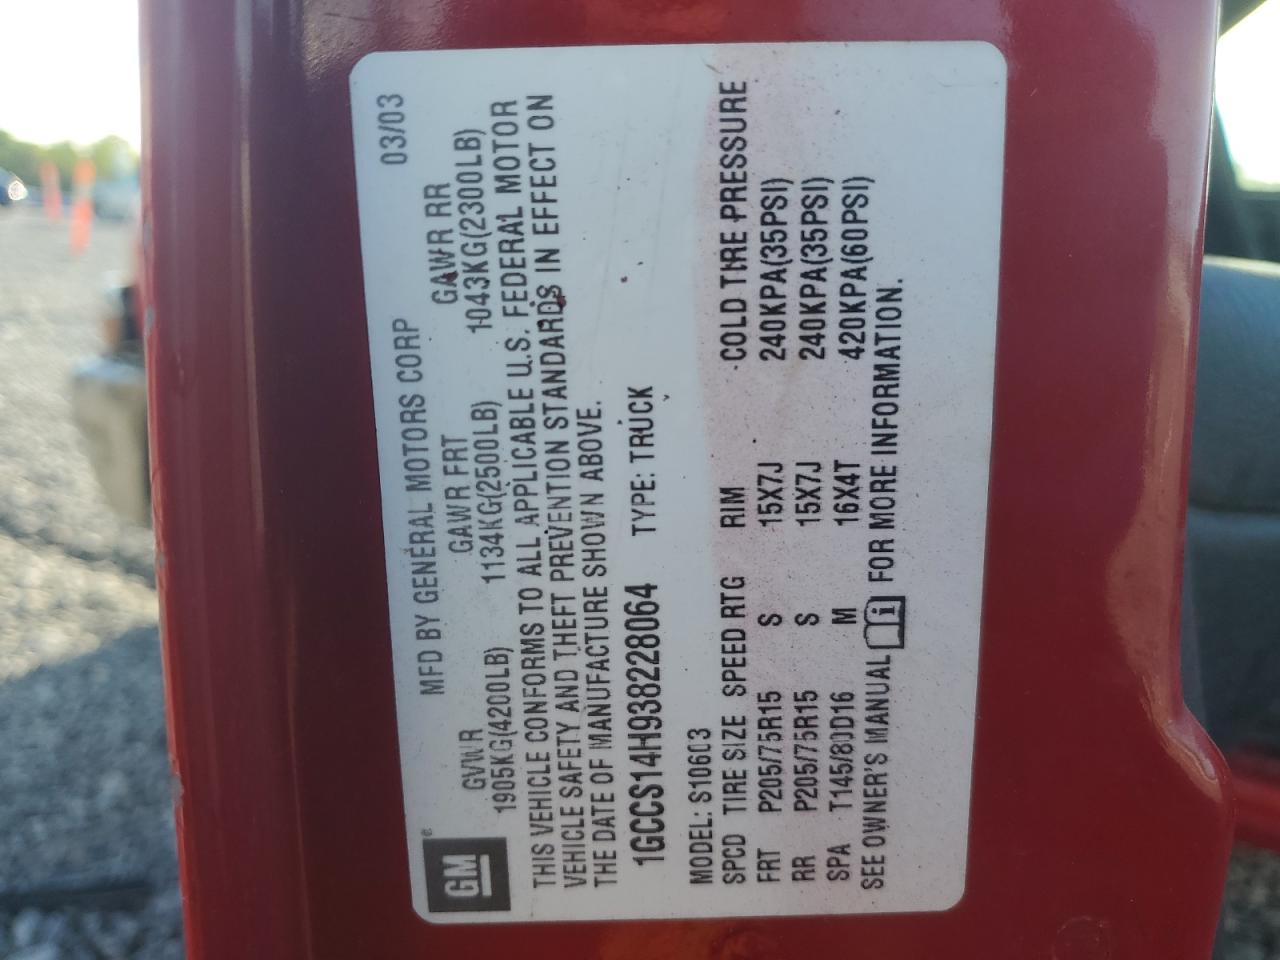 03/03
MFD BY GENERAL MOTORS CORP
GM
GVWR GAWR FRT GAWR RR
1905KG(4200LB) 1134KG(2500LB) 1043KG(2300LB)
THIS VEHICLE CONFORMS TO ALL APPLICABLE U.S. FEDERAL MOTOR
VEHICLE SAFETY AND THEFT PREVENTION STANDARDS IN EFFECT ON
THE DATE OF MANUFACTURE SHOWN ABOVE.
1GCCS14H938228064 TYPE: TRUCK
MODEL: S10603
SPCD TIRE SIZE SPEED RTG RIM COLD TIRE PRESSURE
FRT P205/75R15 S 15X7J 240KPA(35PSI)
RR P205/75R15 S 15X7J 240KPA(35PSI)
SPA T145/80D16 M 16X4T 420KPA(60PSI)
SEE OWNER'S MANUAL i FOR MORE INFORMATION.